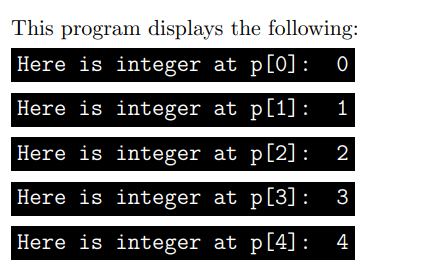 This program displays the following:
Here is integer at p[0]:  0
Here is integer at p[1]:  1
Here is integer at p[2]:  2
Here is integer at p[3]:  3
Here is integer at p[4]:  4